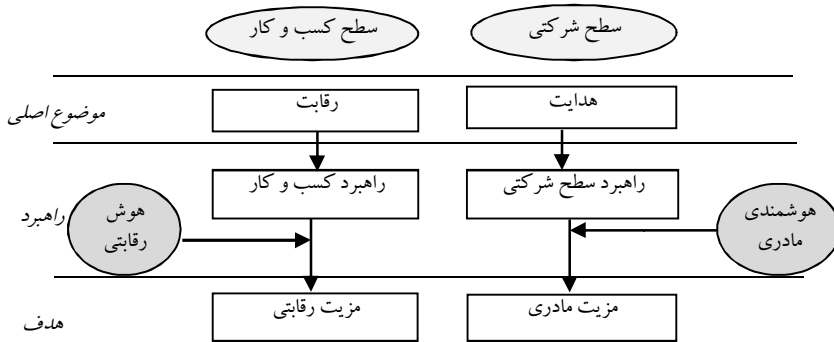 سطح شرکتی
سطح کسب و کار
موضوع اصلی
هدایت
رقابت
راهبرد
راهبرد سطح شرکتی
راهبرد کسب و کار
هوشمندی
مادری
هوش
رقابتی
هدف
مزیت مادری
مزیت رقابتی